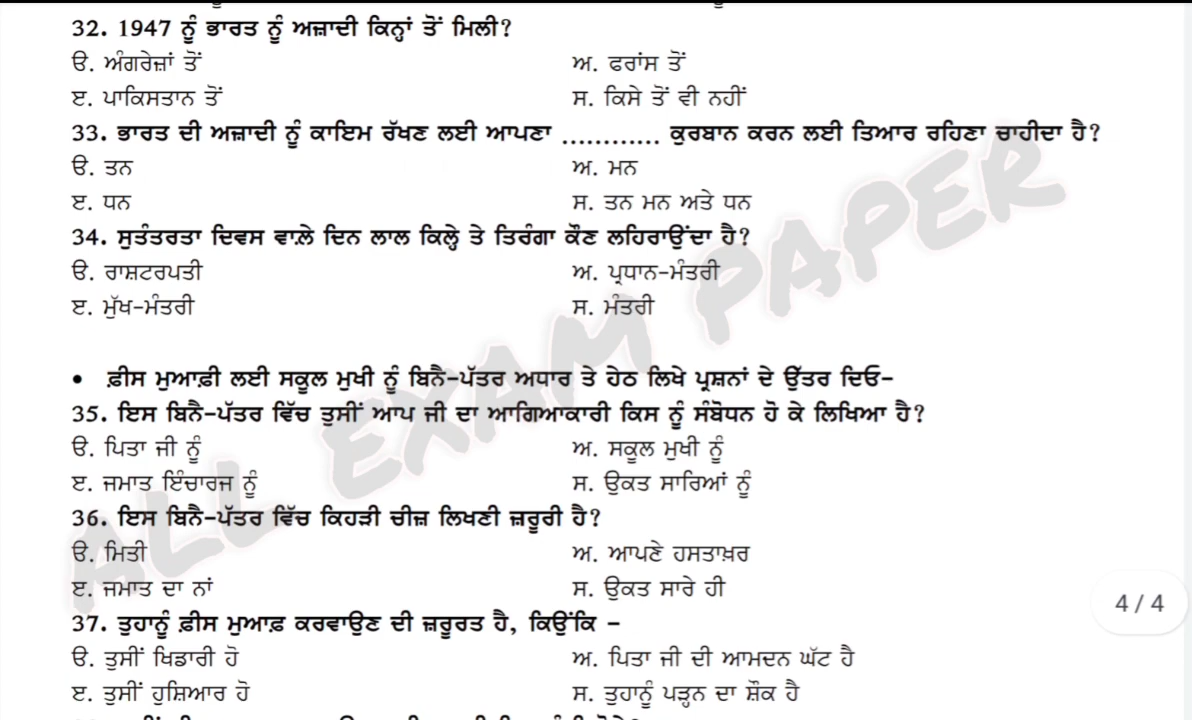 32. 1947 ਨੂੰ ਭਾਰਤ ਨੂੰ ਅਜ਼ਾਦੀ ਕਿਨ੍ਹਾਂ ਤੋਂ ਮਿਲੀ?
ੳ. ਅੰਗਰੇਜ਼ਾਂ ਤੋਂ ਅ. ਫਰਾਂਸ ਤੋਂ
ੲ. ਪਾਕਿਸਤਾਨ ਤੋਂ ਸ. ਕਿਸੇ ਤੋਂ ਵੀ ਨਹੀਂ
33. ਭਾਰਤ ਦੀ ਅਜ਼ਾਦੀ ਨੂੰ ਕਾਇਮ ਰੱਖਣ ਲਈ ਆਪਣਾ ............. ਕੁਰਬਾਨ ਕਰਨ ਲਈ ਤਿਆਰ ਰਹਿਣਾ ਚਾਹੀਦਾ ਹੈ?
ੳ. ਤਨ ਅ. ਮਨ
ੲ. ਧਨ ਸ. ਤਨ ਮਨ ਅਤੇ ਧਨ
34. ਸੁਤੰਤਰਤਾ ਦਿਵਸ ਵਾਲ਼ੇ ਦਿਨ ਲਾਲ ਕਿਲ੍ਹੇ ਤੇ ਤਿਰੰਗਾ ਕੌਣ ਲਹਿਰਾਉਂਦਾ ਹੈ?
ੳ. ਰਾਸ਼ਟਰਪਤੀ ਅ. ਪ੍ਰਧਾਨ-ਮੰਤਰੀ
ੲ. ਮੁੱਖ-ਮੰਤਰੀ ਸ. ਮੰਤਰੀ
• ਫ਼ੀਸ ਮੁਆਫ਼ੀ ਲਈ ਸਕੂਲ ਮੁਖੀ ਨੂੰ ਬਿਨੈ-ਪੱਤਰ ਅਧਾਰ ਤੇ ਹੇਠ ਲਿਖੇ ਪ੍ਰਸ਼ਨਾਂ ਦੇ ਉੱਤਰ ਦਿਓ-
35. ਇਸ ਬਿਨੈ-ਪੱਤਰ ਵਿੱਚ ਤੁਸੀਂ ਆਪ ਜੀ ਦਾ ਆਗਿਆਕਾਰੀ ਕਿਸ ਨੂੰ ਸੰਬੋਧਨ ਹੋ ਕੇ ਲਿਖਿਆ ਹੈ?
ੳ. ਪਿਤਾ ਜੀ ਨੂੰ ਅ. ਸਕੂਲ ਮੁਖੀ ਨੂੰ
ੲ. ਜਮਾਤ ਇੰਚਾਰਜ ਨੂੰ ਸ. ਉਕਤ ਸਾਰਿਆਂ ਨੂੰ
36. ਇਸ ਬਿਨੈ-ਪੱਤਰ ਵਿੱਚ ਕਿਹੜੀ ਚੀਜ਼ ਲਿਖਣੀ ਜ਼ਰੂਰੀ ਹੈ?
ੳ. ਮਿਤੀ ਅ. ਆਪਣੇ ਹਸਤਾਖ਼ਰ
ੲ. ਜਮਾਤ ਦਾ ਨਾਂ ਸ. ਉਕਤ ਸਾਰੇ ਹੀ
37. ਤੁਹਾਨੂੰ ਫ਼ੀਸ ਮੁਆਫ਼ ਕਰਵਾਉਣ ਦੀ ਜ਼ਰੂਰਤ ਹੈ, ਕਿਉਂਕਿ -
ੳ. ਤੁਸੀਂ ਖਿਡਾਰੀ ਹੋ ਅ. ਪਿਤਾ ਜੀ ਦੀ ਆਮਦਨ ਘੱਟ ਹੈ
ੲ. ਤੁਸੀਂ ਹੁਸ਼ਿਆਰ ਹੋ ਸ. ਤੁਹਾਨੂੰ ਪੜ੍ਹਨ ਦਾ ਸ਼ੌਕ ਹੈ
ALL EXAM PAPER
4 / 4